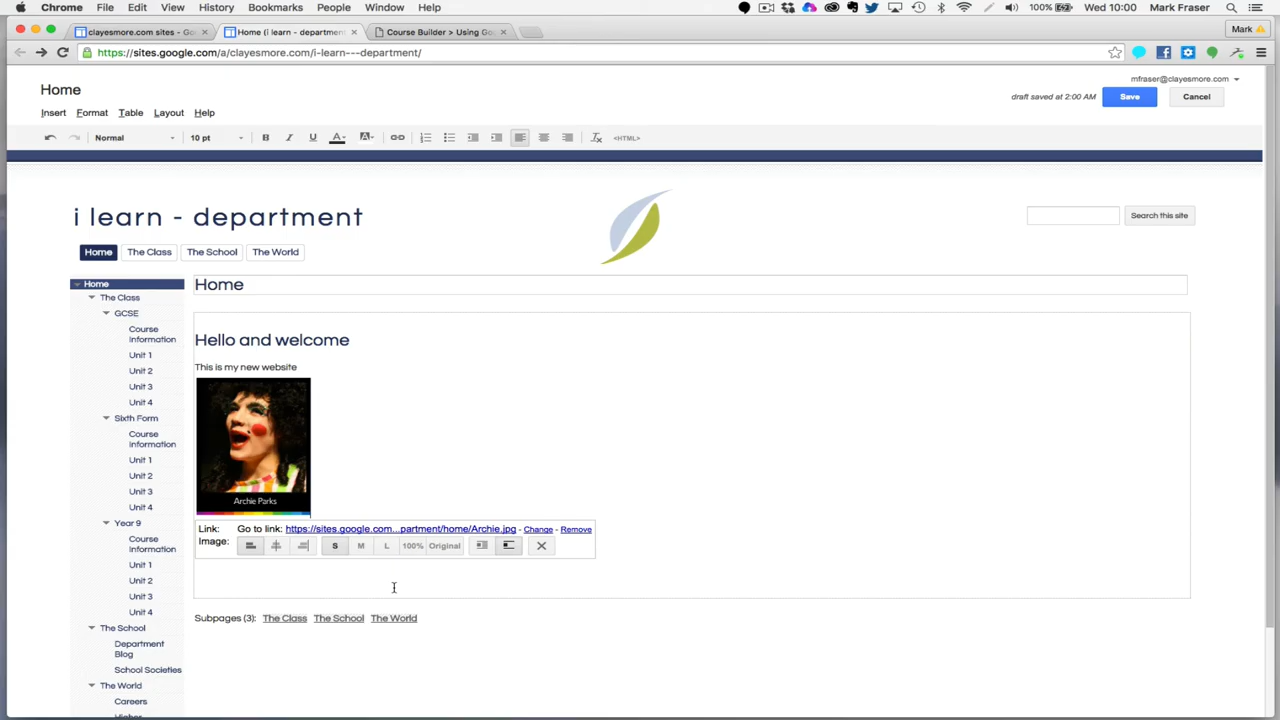 Chrome File Edit View History Bookmarks People Window Help 100% Wed 10:00 Mark Fraser
clayesmore.com sites - Go Home (i learn - department Course Builder > Using Go Mark
https://sites.google.com/a/clayesmore.com/i-learn---department/
mfraser@clayesmore.com
Home
draft saved at 2:00 AM Save Cancel
Insert Format Table Layout Help
Normal 10 pt B I U A A <HTML>
i learn - department
Search this site
Home The Class The School The World
Home
The Class
GCSE
Course
Information
Unit 1
Unit 2
Unit 3
Unit 4
Sixth Form
Course
Information
Unit 1
Unit 2
Unit 3
Unit 4
Year 9
Course
Information
Unit 1
Unit 2
Unit 3
Unit 4
The School
Department
Blog
School Societies
The World
Careers
Higher
Home
Hello and welcome
This is my new website
Archie Parks
Link: Go to link: https://sites.google.com...partment/home/Archie.jpg - Change - Remove
Image: S M L 100% Original
Subpages (3): The Class The School The World